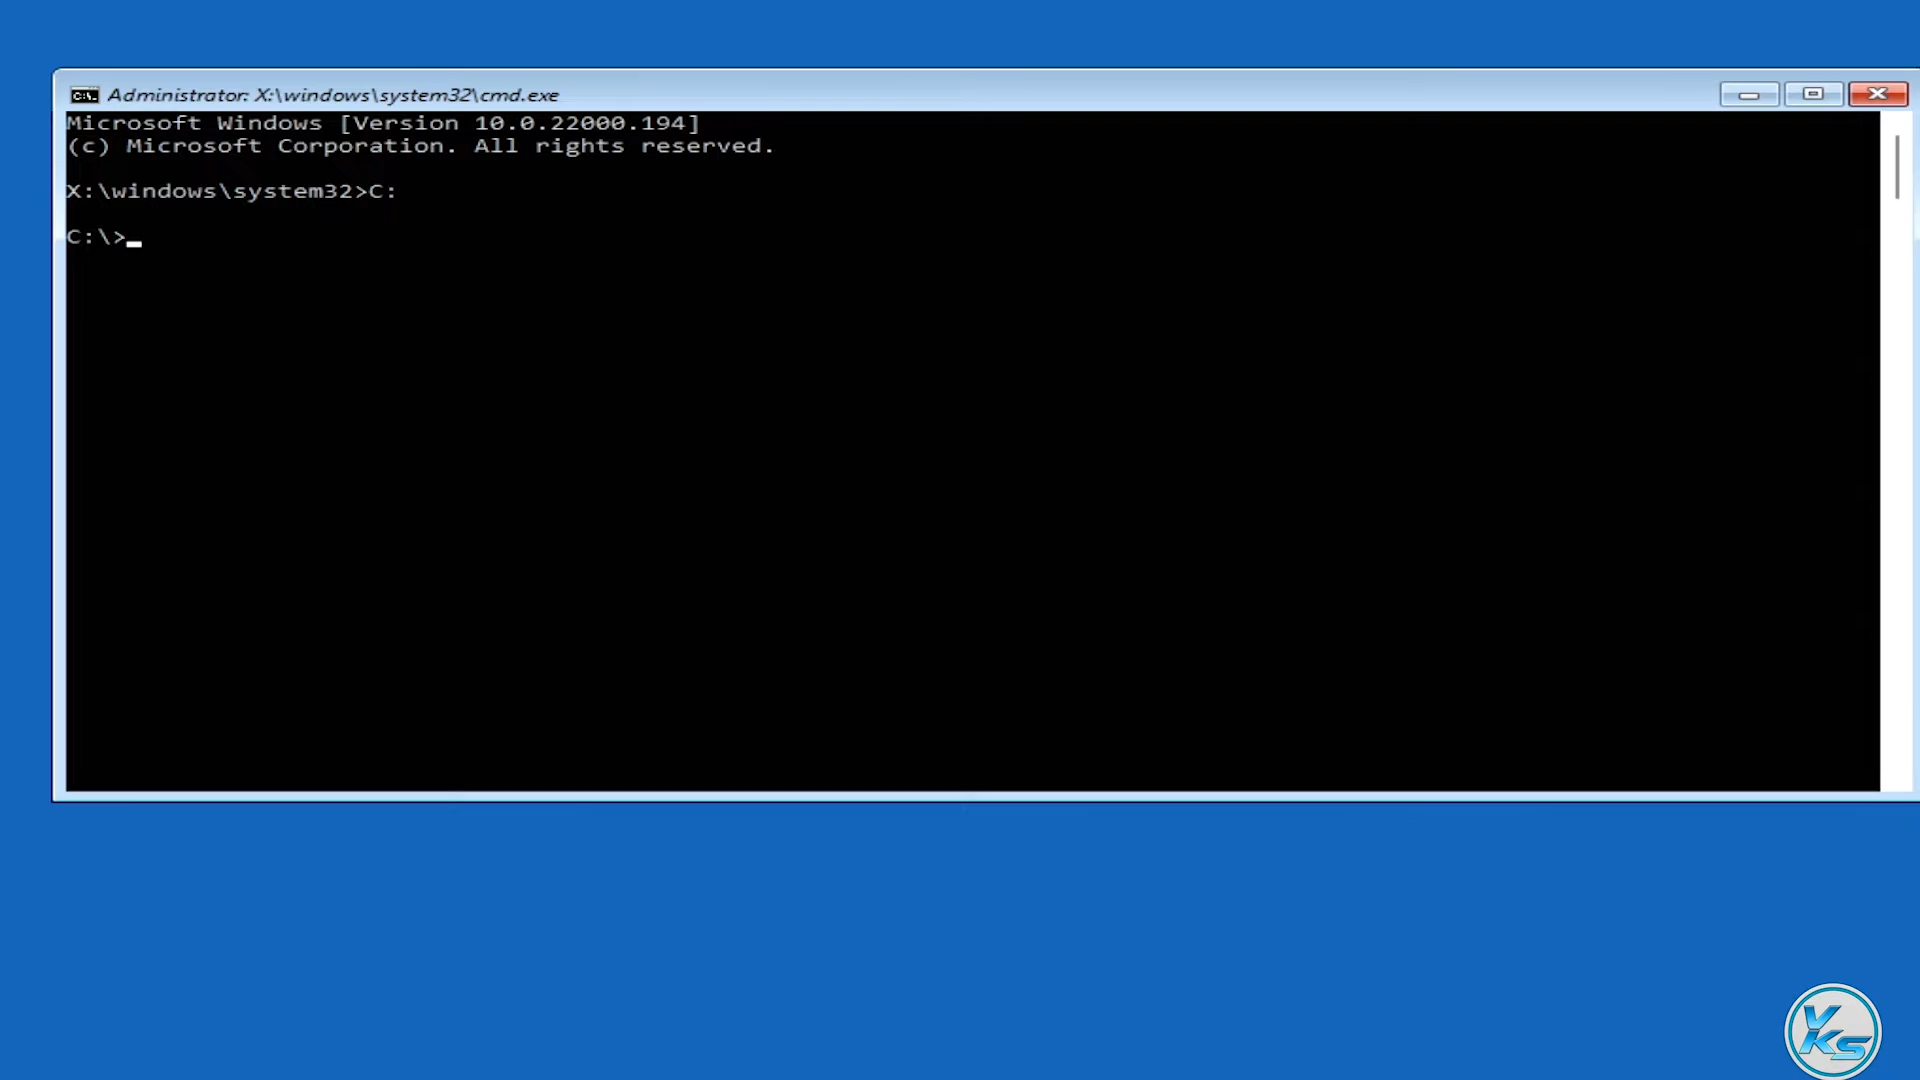 Administrator: X:\windows\system32\cmd.exe
Microsoft Windows [Version 10.0.22000.194]
(c) Microsoft Corporation. All rights reserved.
X:\windows\system32>C:
C:\>
VKS